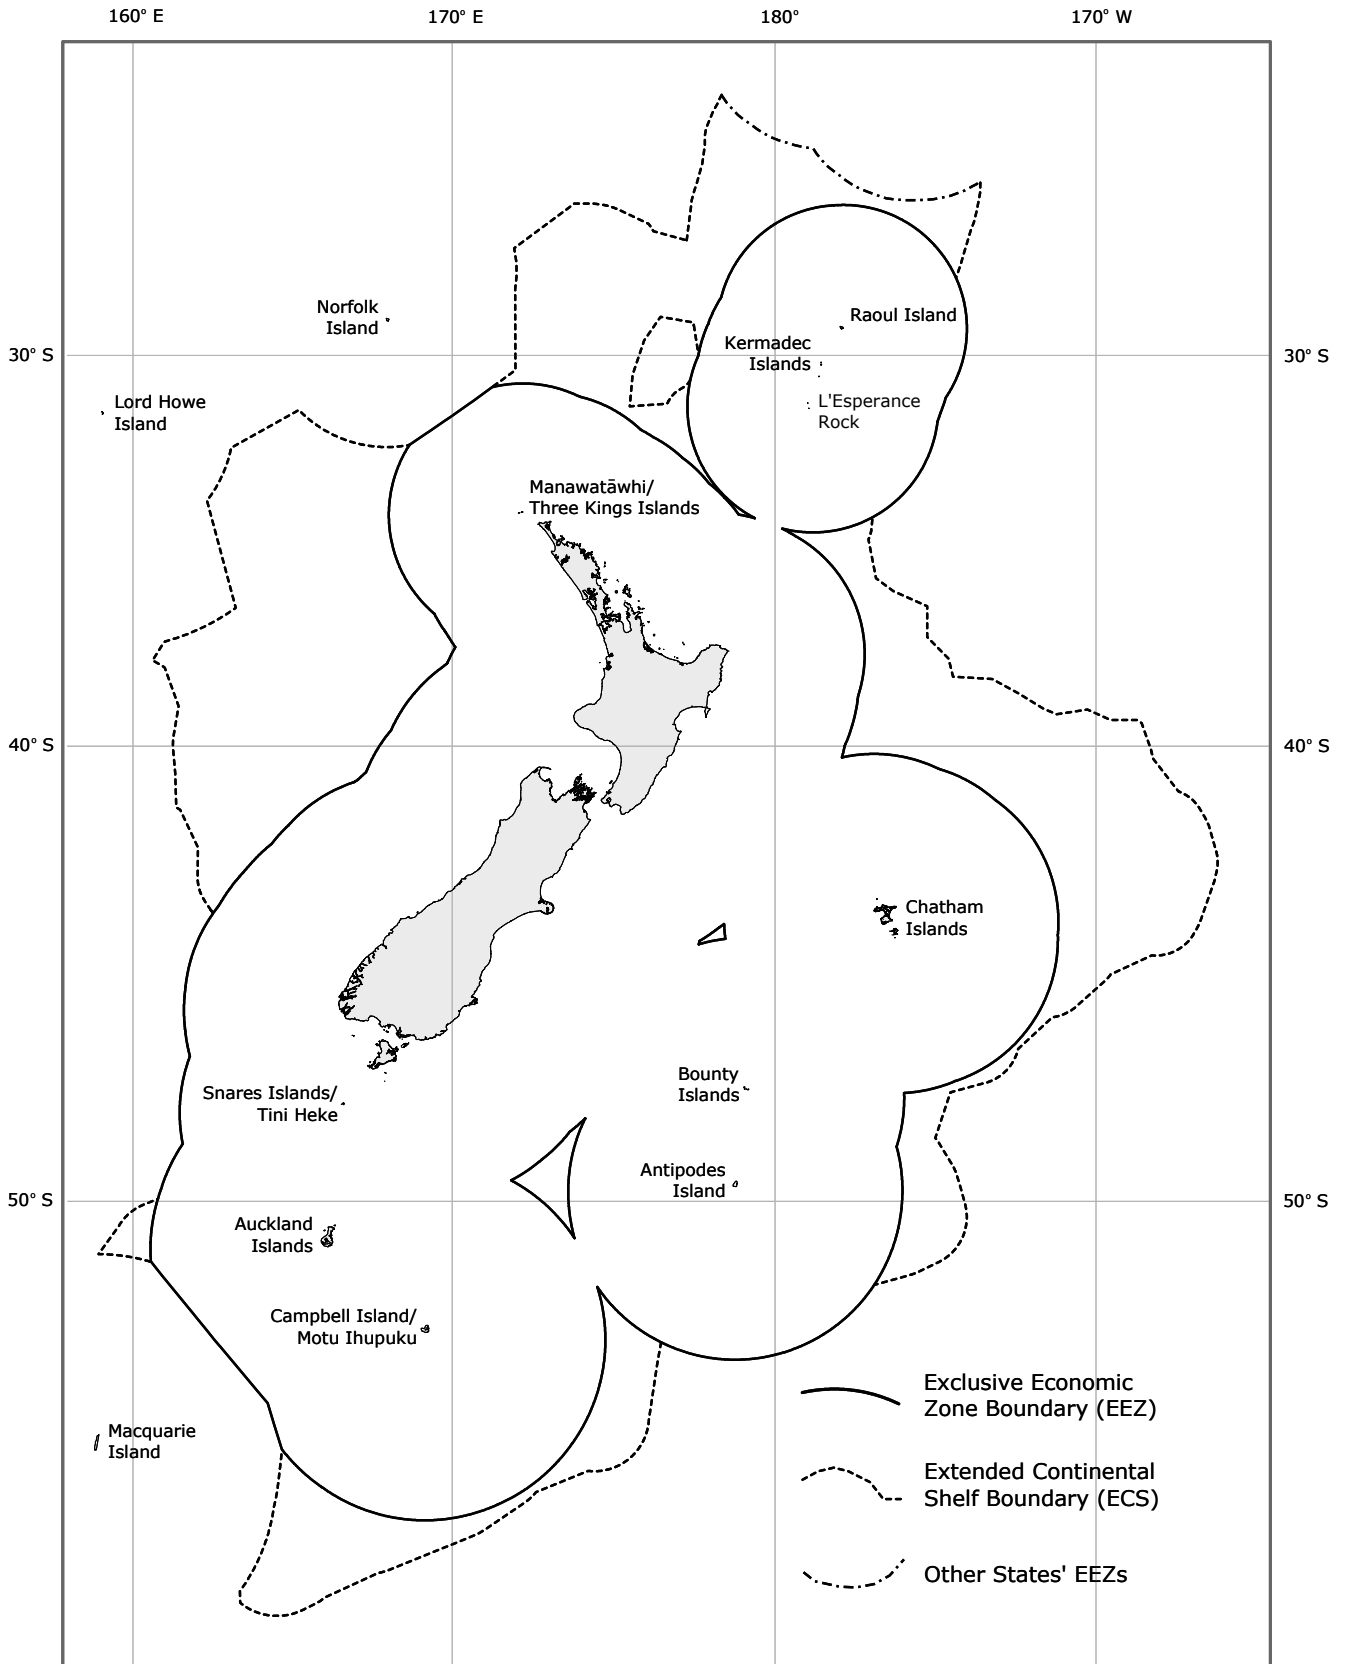 160° E
170° E
180°
170° W
Norfolk
Island
Raoul Island
Kermadec
Islands
30° S
30° S
Lord Howe
Island
L'Esperance
Rock
Manawatāwhi/
Three Kings Islands
40° S
40° S
Chatham
Islands
Bounty
Islands
Snares Islands/
Tini Heke
Antipodes
Island
50° S
50° S
Auckland
Islands
Campbell Island/
Motu Ihupuku
Macquarie
Island
Exclusive Economic
Zone Boundary (EEZ)
Extended Continental
Shelf Boundary (ECS)
Other States' EEZs